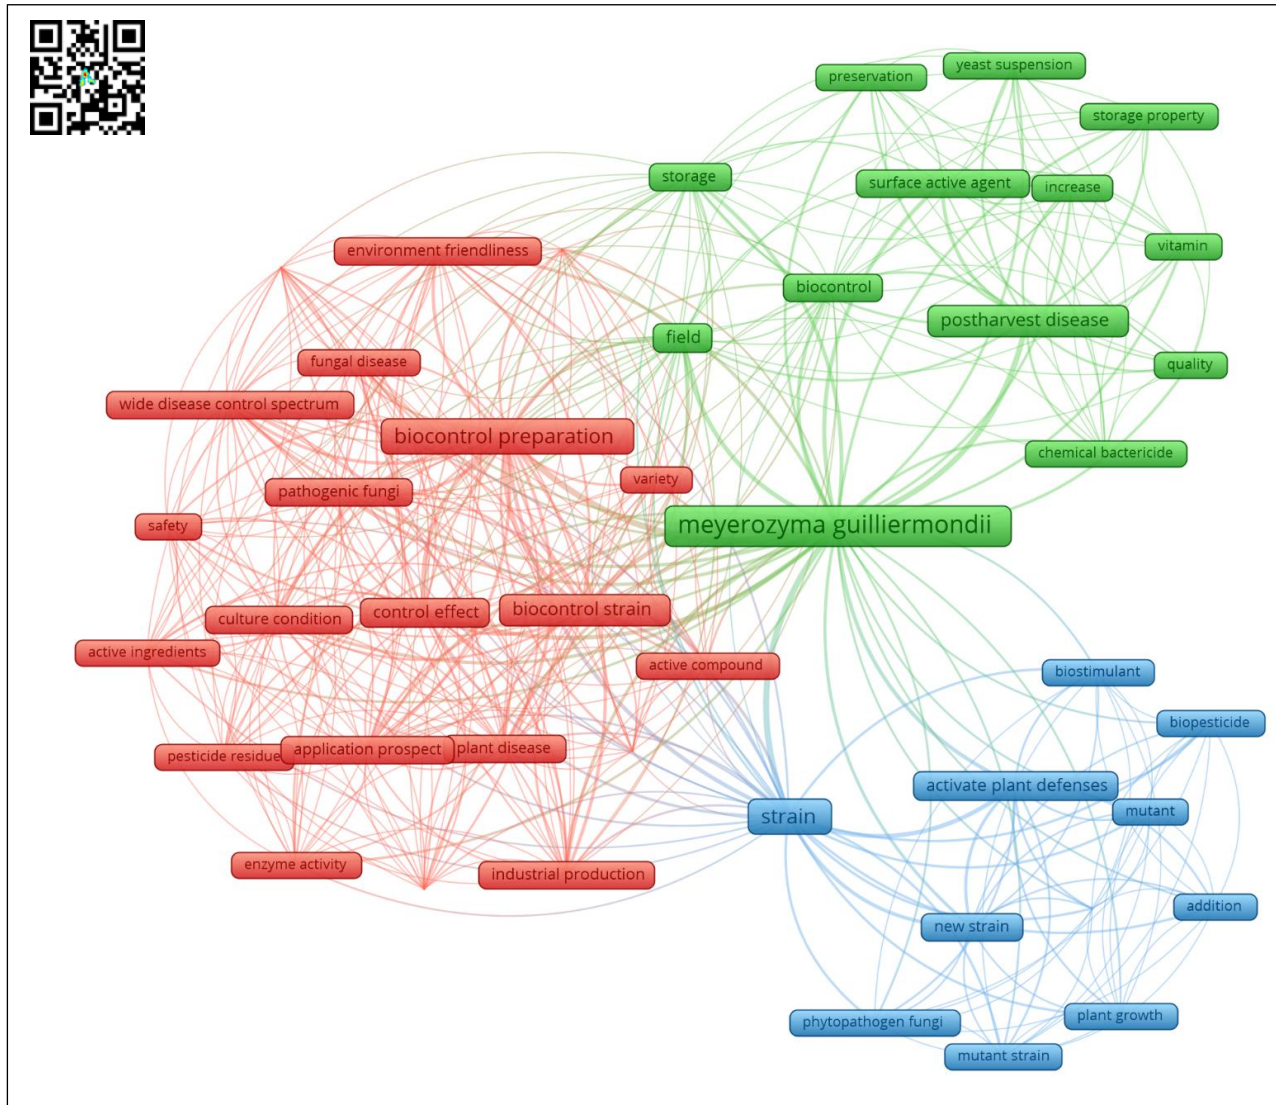 yeast suspension
preservation
storage property
storage
surface active agent
increase
vitamin
environment friendliness
biocontrol
postharvest disease
field
fungal disease
quality
wide disease control spectrum
biocontrol preparation
chemical bactericide
variety
pathogenic fungi
meyerozyma guilliermondii
safety
biocontrol strain
control effect
culture condition
active ingredients
active compound
biostimulant
biopesticide
plant disease
application prospect
pesticide residue
activate plant defenses
mutant
strain
enzyme activity
industrial production
addition
new strain
plant growth
phytopathogen fungi
mutant strain